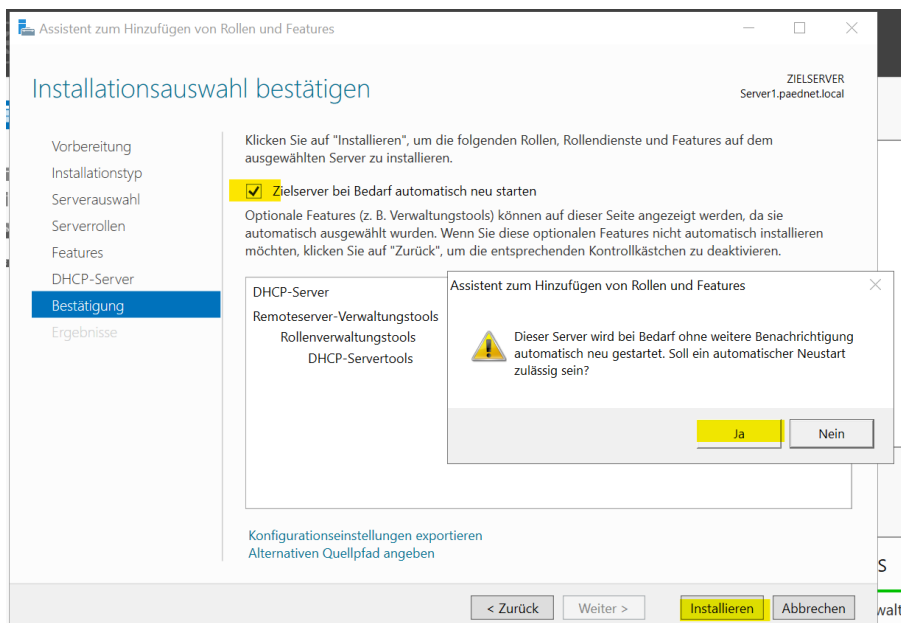 Assistent zum Hinzufügen von Rollen und Features
Installationsauswahl bestätigen
ZIELSERVER
Server1.paednet.local
Vorbereitung
Installationstyp
Serverauswahl
Serverrollen
Features
DHCP-Server
Bestätigung
Ergebnisse
Klicken Sie auf "Installieren", um die folgenden Rollen, Rollendienste und Features auf dem
ausgewählten Server zu installieren.
Zielserver bei Bedarf automatisch neu starten
Optionale Features (z. B. Verwaltungstools) können auf dieser Seite angezeigt werden, da sie
automatisch ausgewählt wurden. Wenn Sie diese optionalen Features nicht automatisch installieren
möchten, klicken Sie auf "Zurück", um die entsprechenden Kontrollkästchen zu deaktivieren.
DHCP-Server
Remoteserver-Verwaltungstools
Rollenverwaltungstools
DHCP-Servertools
Assistent zum Hinzufügen von Rollen und Features
Dieser Server wird bei Bedarf ohne weitere Benachrichtigung
automatisch neu gestartet. Soll ein automatischer Neustart
zulässig sein?
Ja
Nein
Konfigurationseinstellungen exportieren
Alternativen Quellpfad angeben
< Zurück
Weiter >
Installieren
Abbrechen